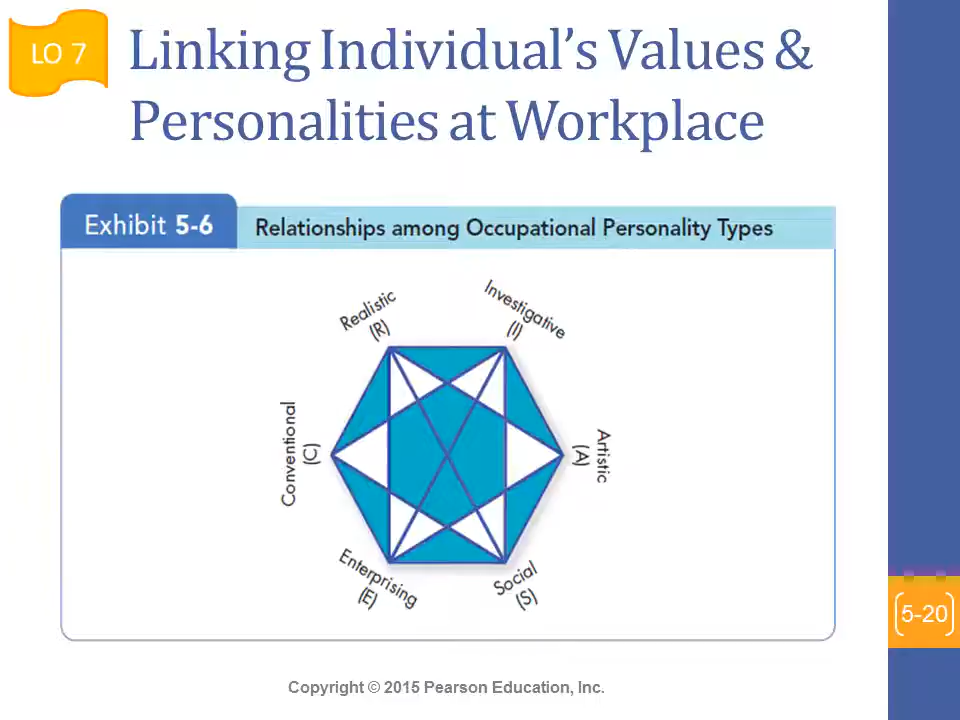 LO 7
Linking Individual's Values &
Personalities at Workplace
Exhibit 5-6
Relationships among Occupational Personality Types
Realistic
(R)
Investigative
(I)
Conventional
(C)
Artistic
(A)
Enterprising
(E)
Social
(S)
5-20
Copyright © 2015 Pearson Education, Inc.